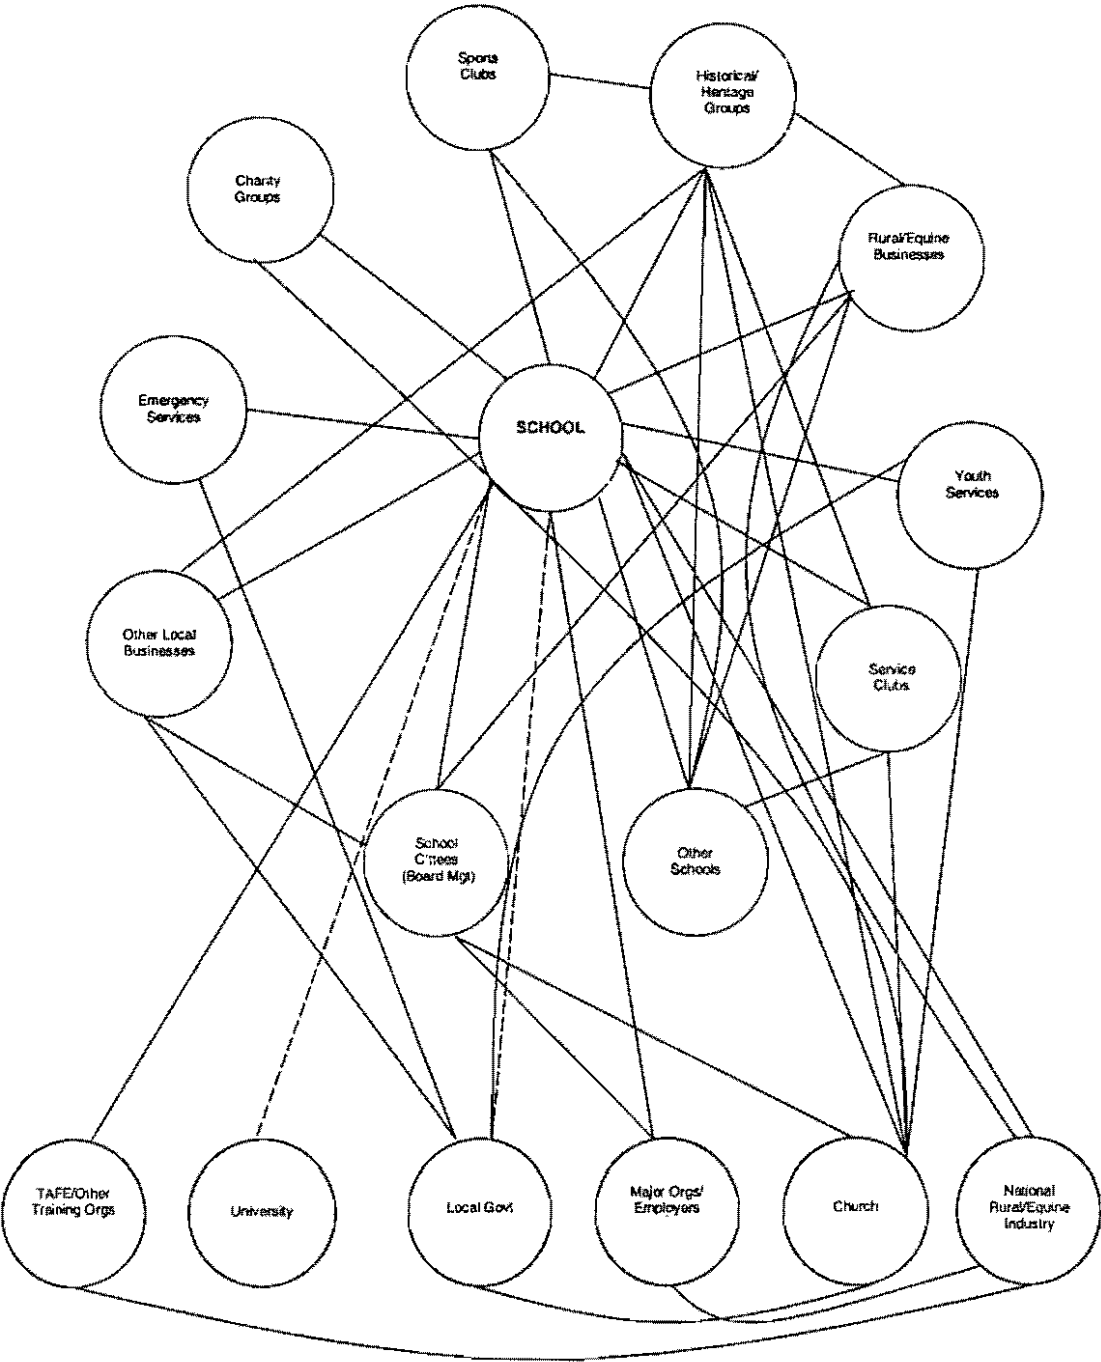 Sports
Clubs
Historical/
Heritage
Groups
Charity
Groups
Rural/Equine
Businesses
Emergency
Services
SCHOOL
Youth
Services
Other Local
Businesses
Service
Clubs
School
C'ttees
(Board Mgt)
Other
Schools
TAFE/Other
Training Orgs
University
Local Govt
Major Orgs/
Employers
Church
National
Rural/Equine
Industry